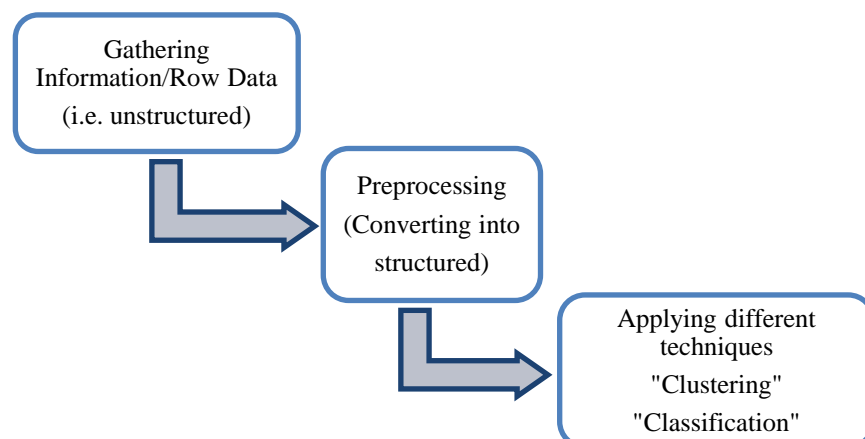 Gathering
Information/Row Data
(i.e. unstructured)
Preprocessing
(Converting into
structured)
Applying different
techniques
"Clustering"
"Classification"